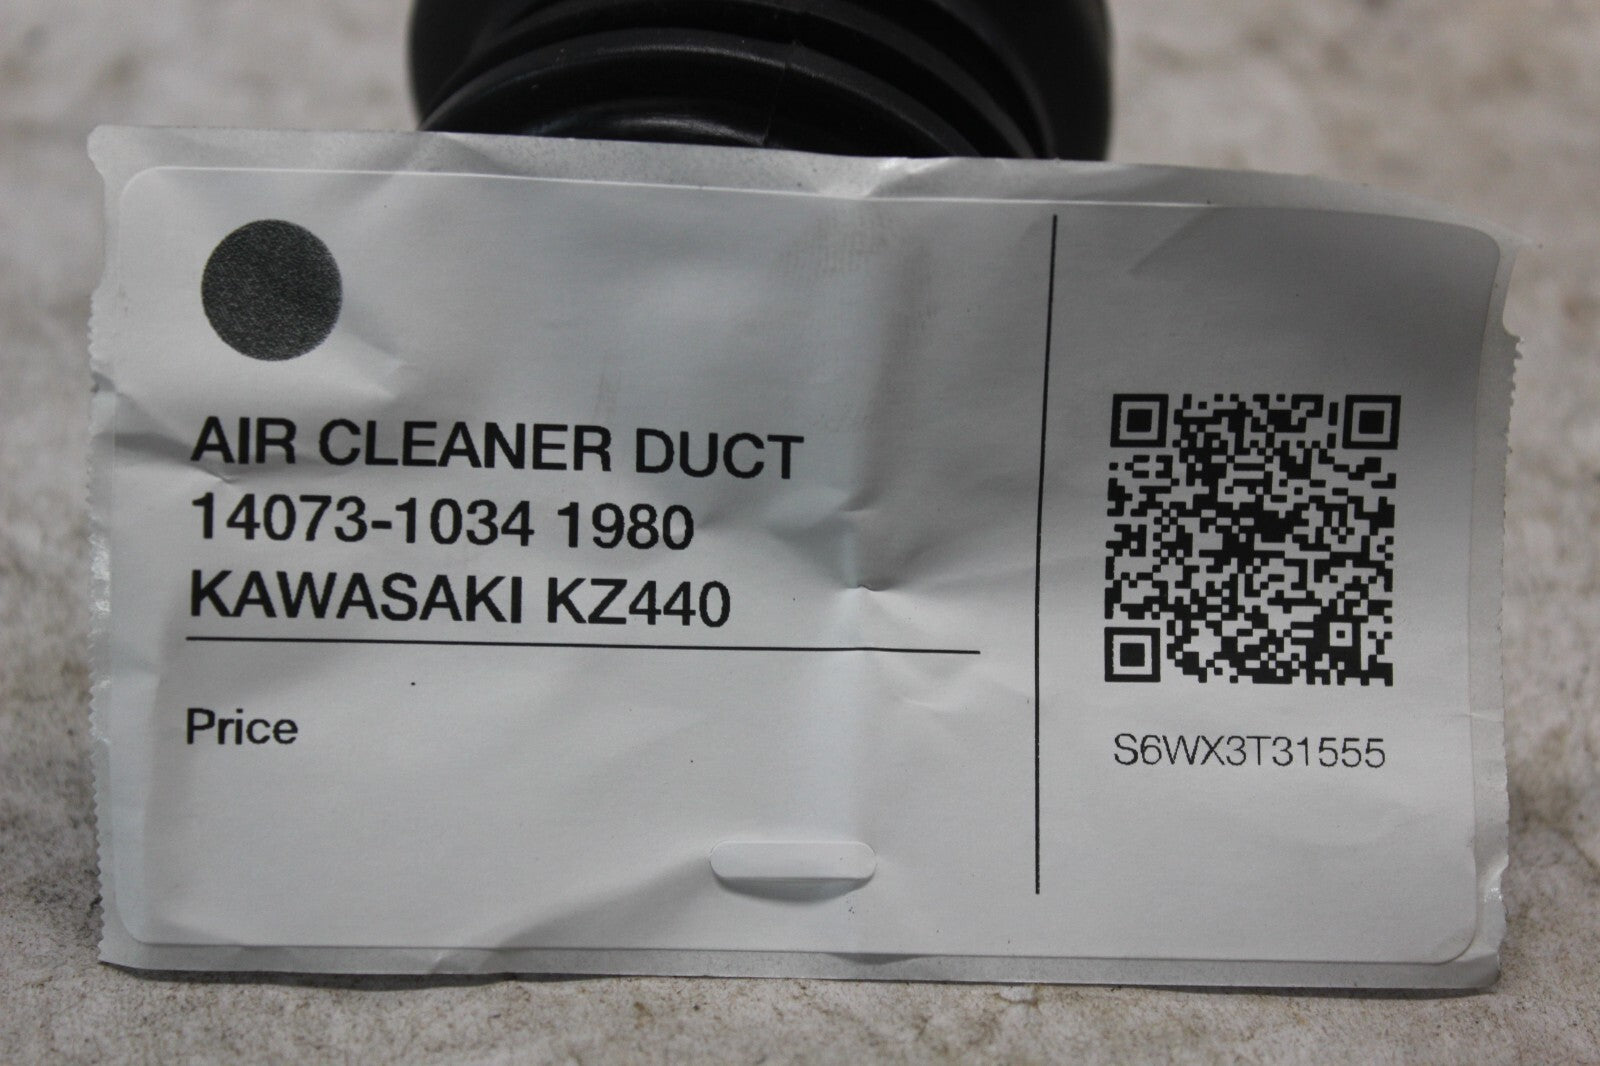 AIR CLEANER DUCT
14073-1034 1980
KAWASAKI KZ440
Price
S6WX3T31555